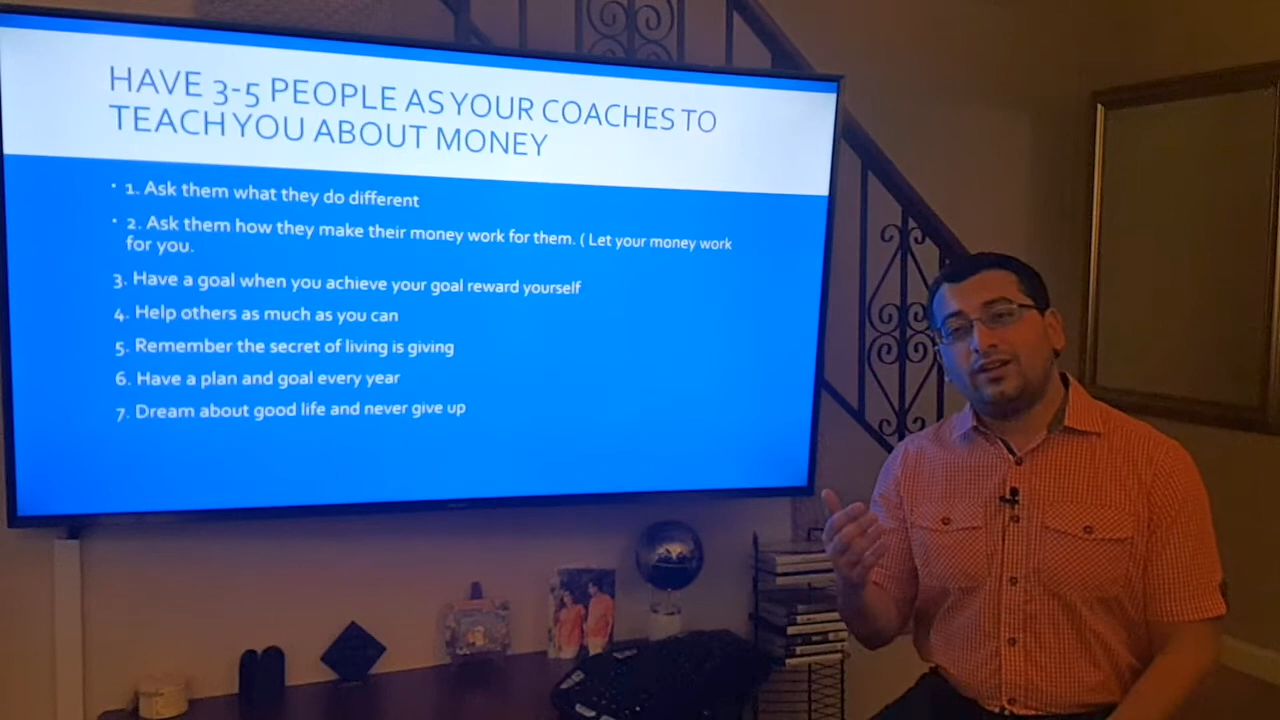 HAVE 3-5 PEOPLE AS YOUR COACHES TO
TEACH YOU ABOUT MONEY
• 1. Ask them what they do different
• 2. Ask them how they make their money work for them. ( Let your money work
for you.
3. Have a goal when you achieve your goal reward yourself
4. Help others as much as you can
5. Remember the secret of living is giving
6. Have a plan and goal every year
7. Dream about good life and never give up